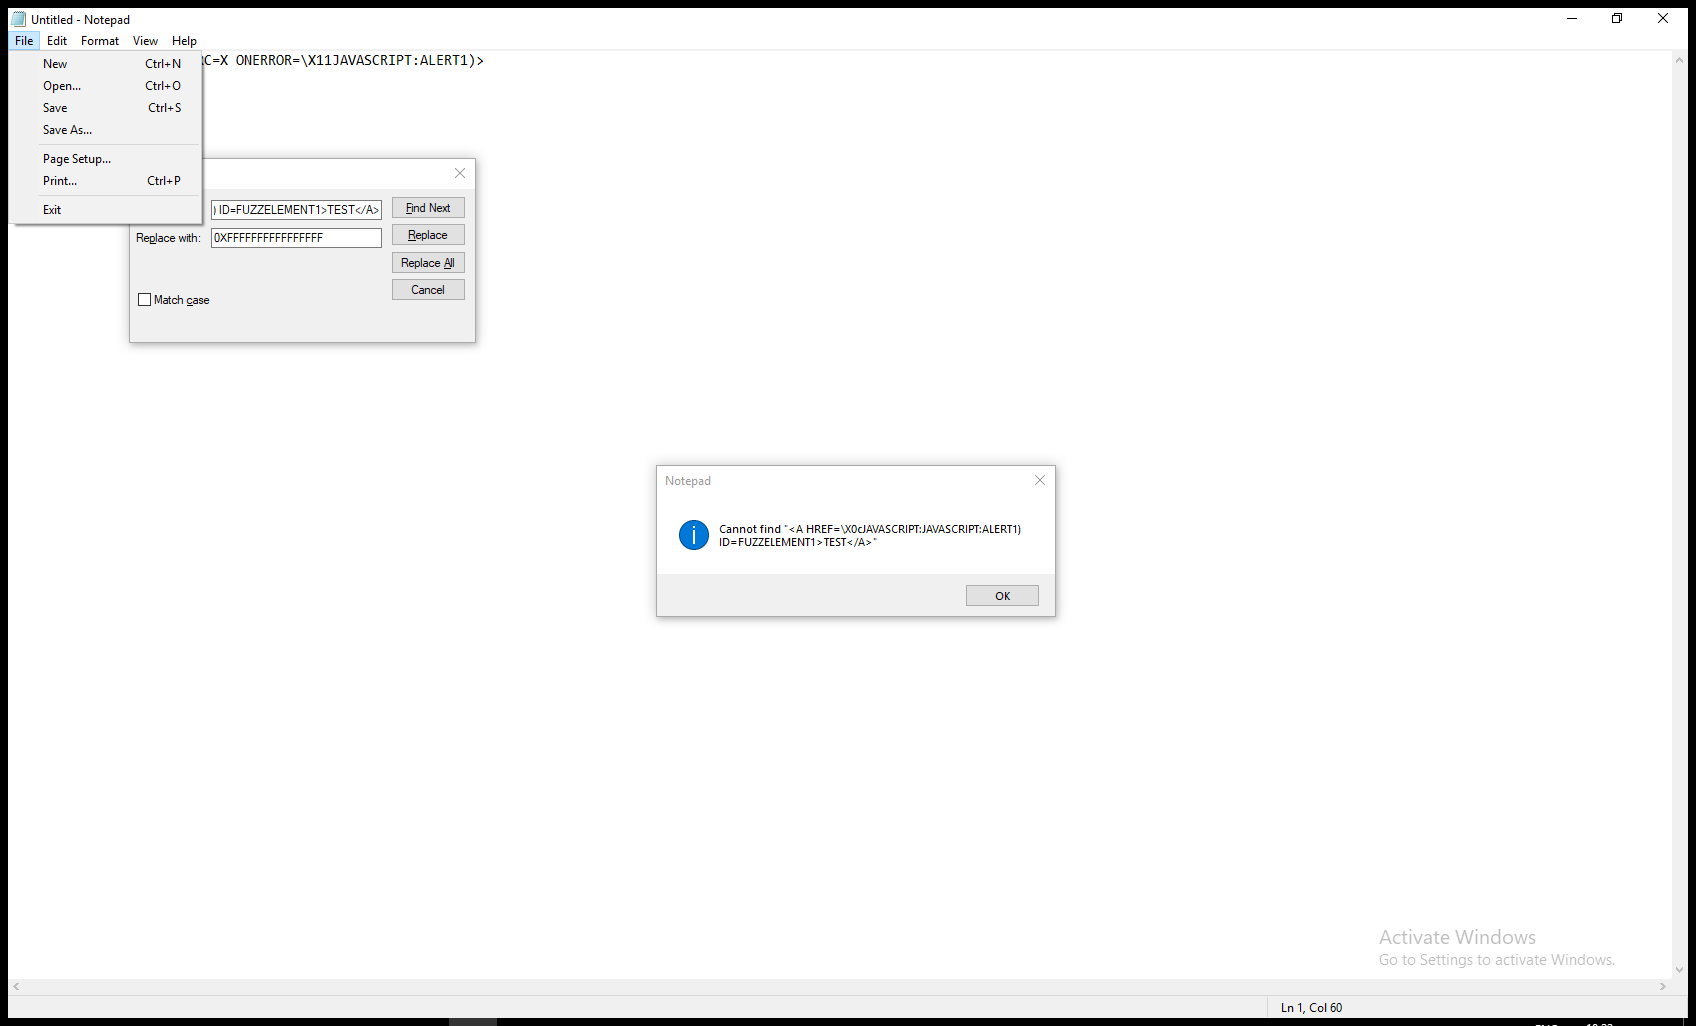 Untitled - Notepad
File Edit Format View Help
C=X ONERROR=\X11JAVASCRIPT:ALERT1)>
New Ctrl+N
Open... Ctrl+O
Save Ctrl+S
Save As...
Page Setup...
Print... Ctrl+P
Exit
) ID=FUZZELEMENT1>TEST</A>
Find Next
Replace with: 0XFFFFFFFFFFFFFFFF
Replace
Replace All
Cancel
Match case
Notepad
Cannot find "<A HREF=\X0cJAVASCRIPT:JAVASCRIPT:ALERT1)
ID=FUZZELEMENT1>TEST</A>"
OK
Activate Windows
Go to Settings to activate Windows.
Ln 1, Col 60